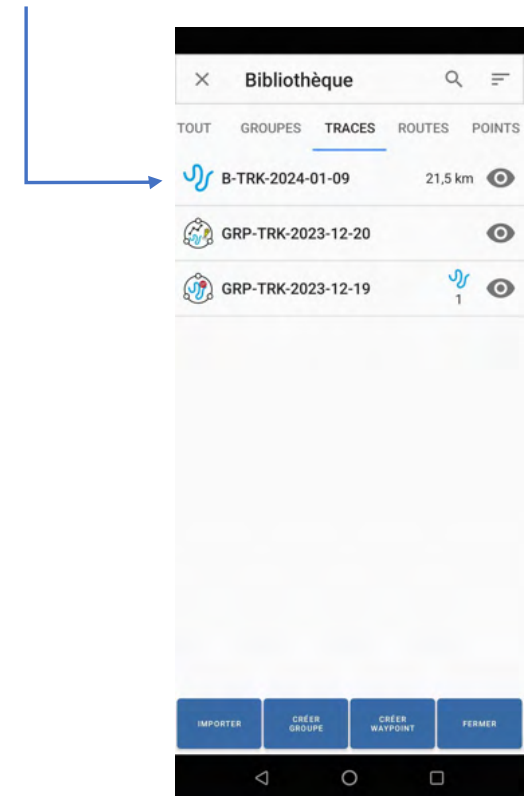 Bibliothèque
TOUT GROUPES TRACES ROUTES POINTS
B-TRK-2024-01-09 21,5 km
GRP-TRK-2023-12-20
GRP-TRK-2023-12-19 1
IMPORTER CRÉER GROUPE CRÉER WAYPOINT FERMER